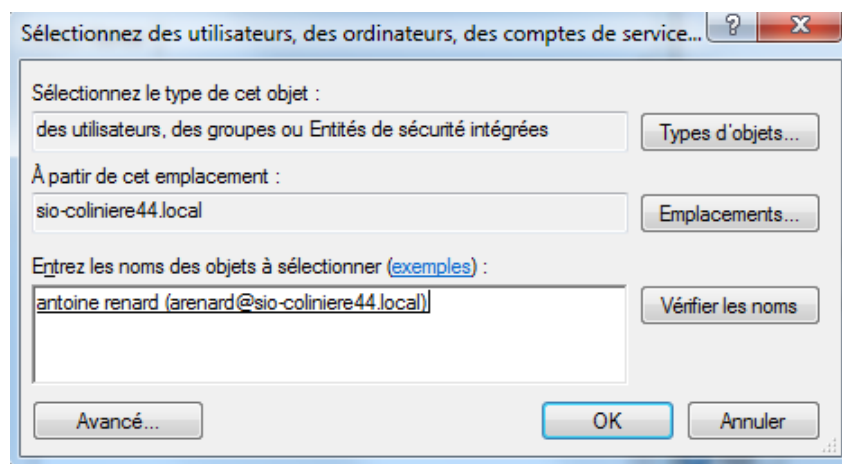 Sélectionnez des utilisateurs, des ordinateurs, des comptes de service...
Sélectionnez le type de cet objet :
des utilisateurs, des groupes ou Entités de sécurité intégrées
Types d'objets...
À partir de cet emplacement :
sio-coliniere44.local
Emplacements...
Entrez les noms des objets à sélectionner (exemples) :
antoine renard (arenard@sio-coliniere44.local)
Vérifier les noms
Avancé...
OK
Annuler